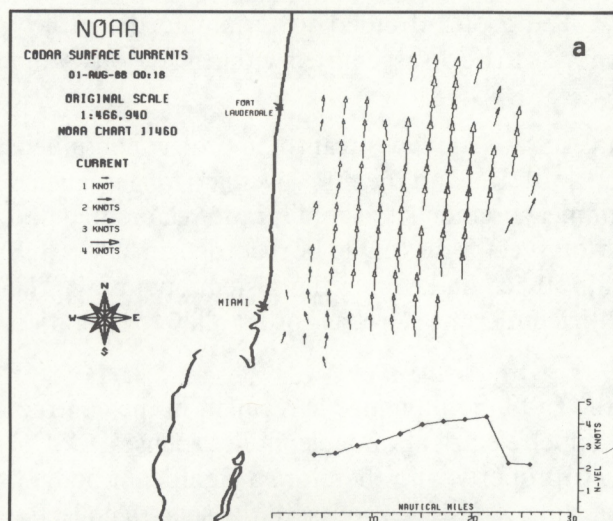 NOAA
CODAR SURFACE CURRENTS
01-AUG-88 00:18
ORIGINAL SCALE
1:466,940
NOAA CHART 11460
CURRENT
1 KNOT
2 KNOTS
3 KNOTS
4 KNOTS
N
W E
S
a
FORT
LAUDERDALE
MIAMI
5
4
3
2
1
N-VEL KNOTS
NAUTICAL MILES
10 20 30